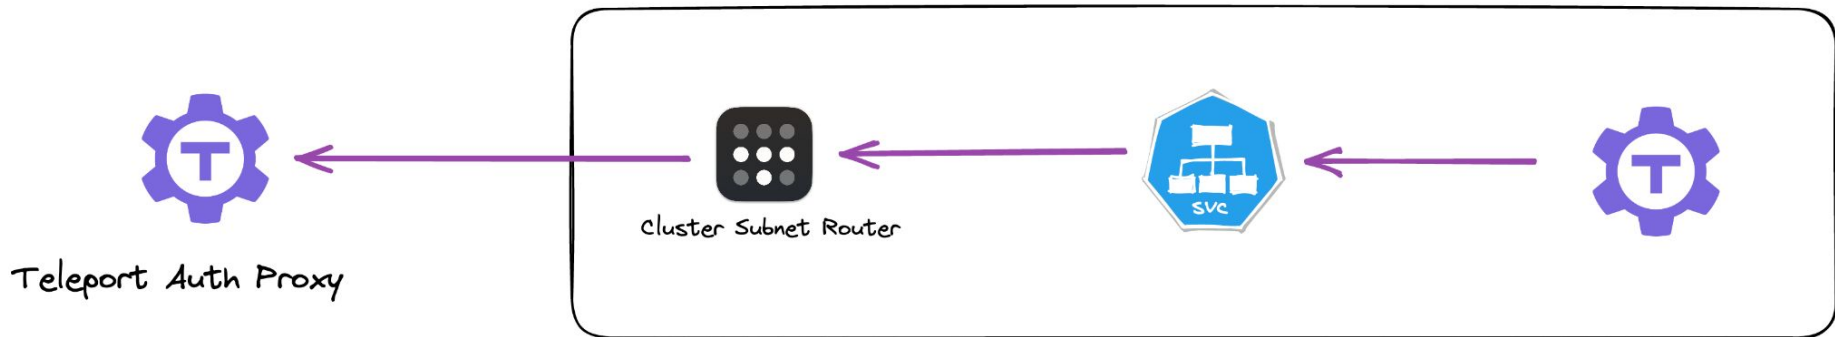 T
T
SVC
Cluster Subnet Router
Teleport Auth Proxy